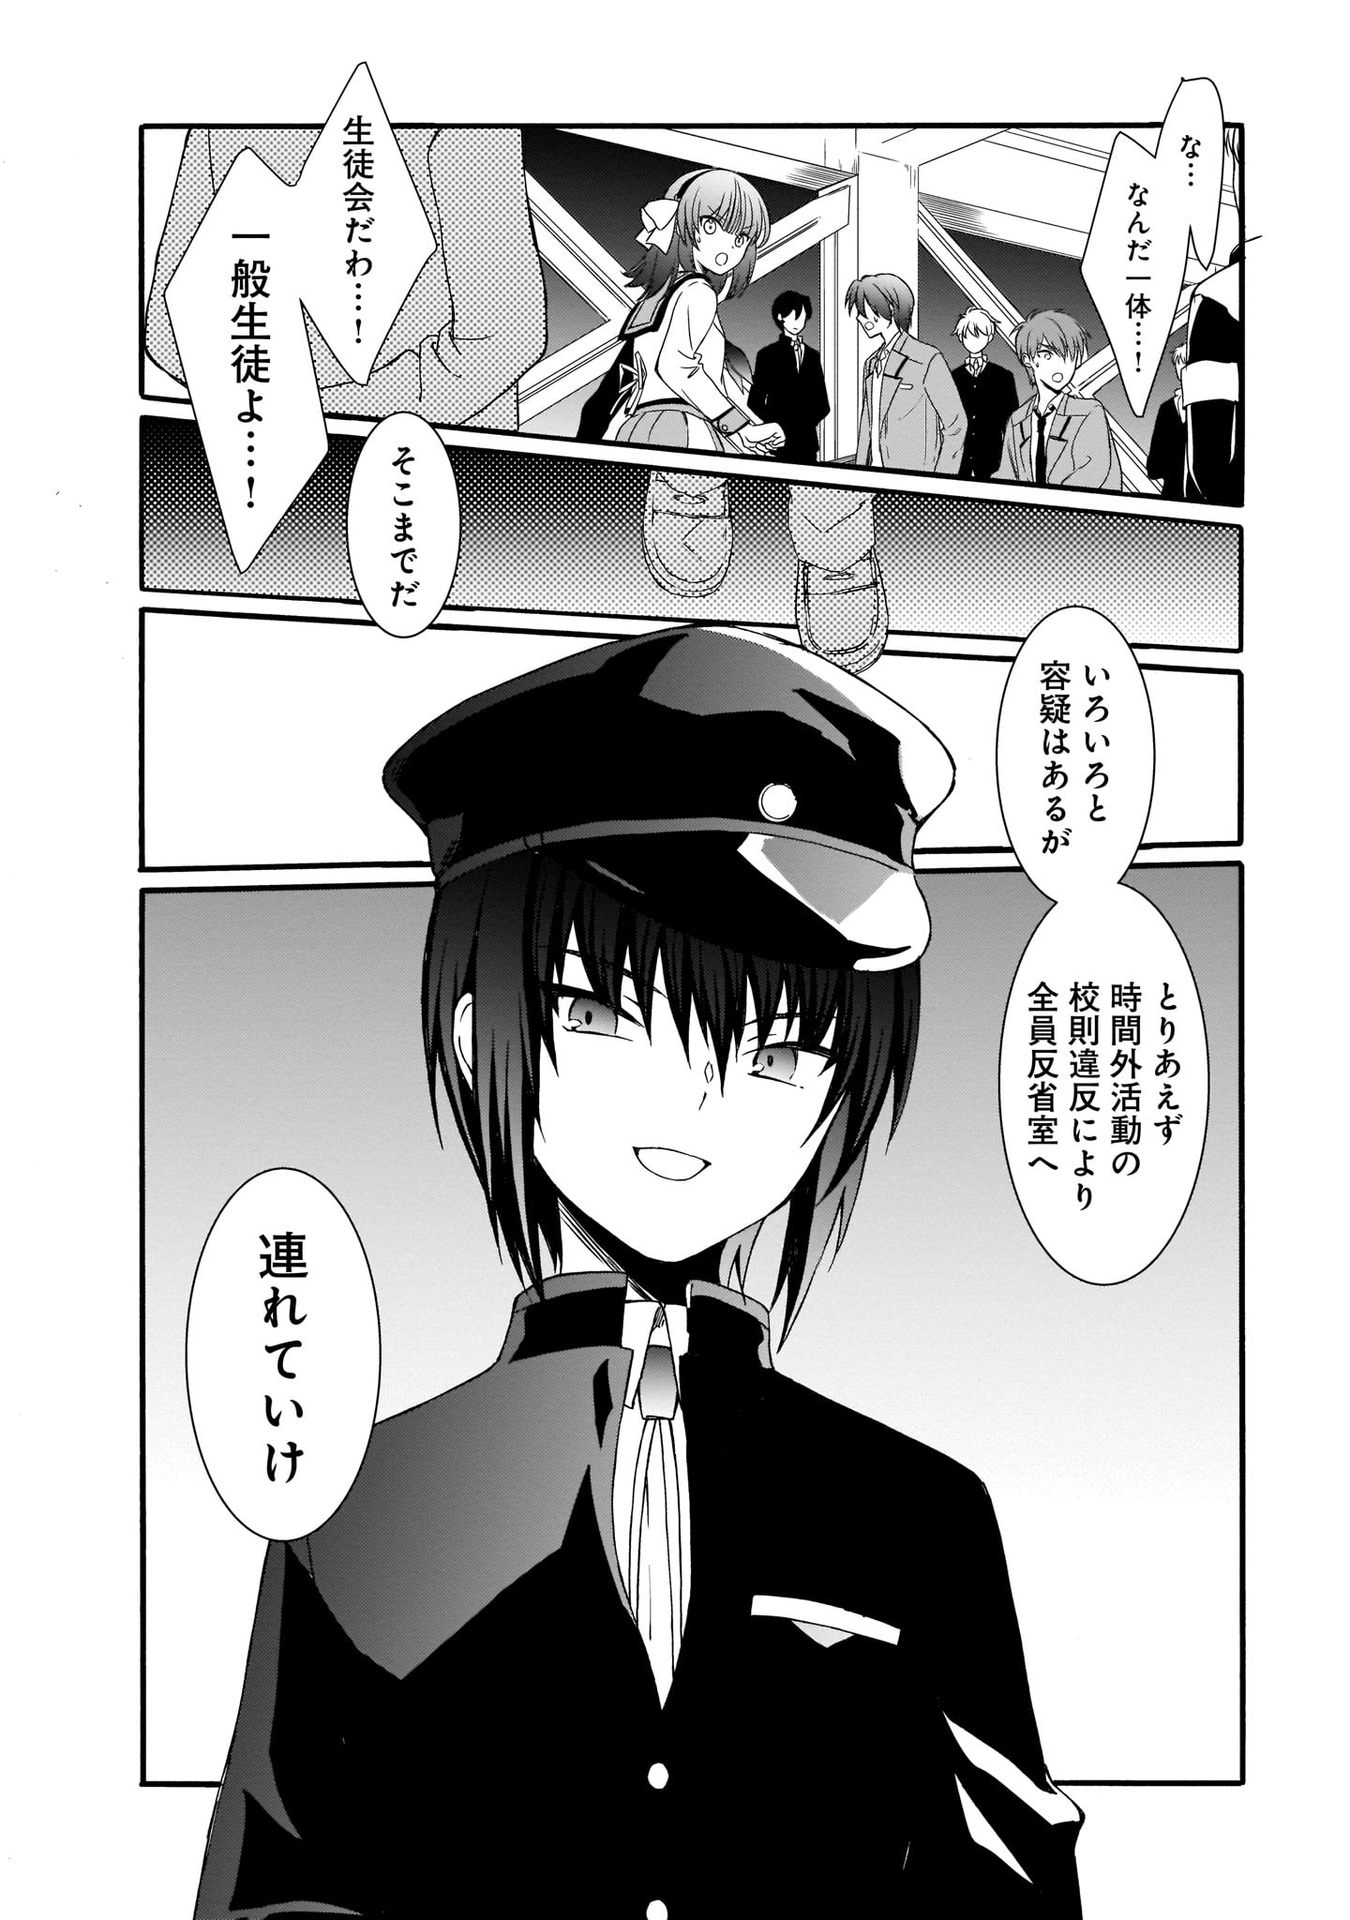 な…
なんだ一体…！
生徒会だわ…！
一般生徒よ…！
そこまでだ
いろいろと
容疑はあるが
とりあえず
時間外活動の
校則違反により
全員反省室へ
連れていけ